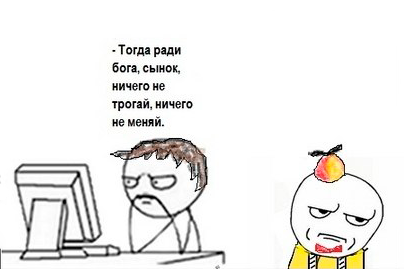 - Тогда ради
бога, сынок,
ничего не
трогай, ничего
не меняй.